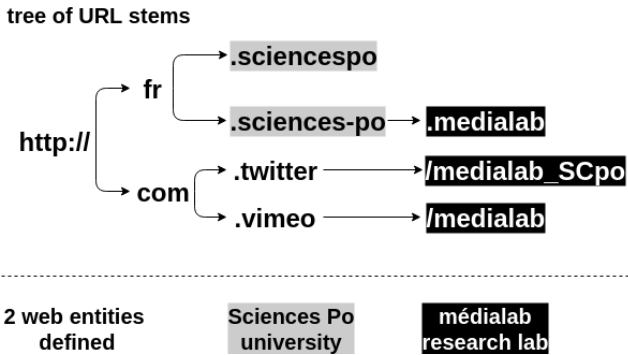 tree of URL stems
.sciencespo
fr
.sciences-po .medialab
http://
.twitter /medialab_SCpo
com
.vimeo /medialab
2 web entities defined
Sciences Po university
médialab research lab